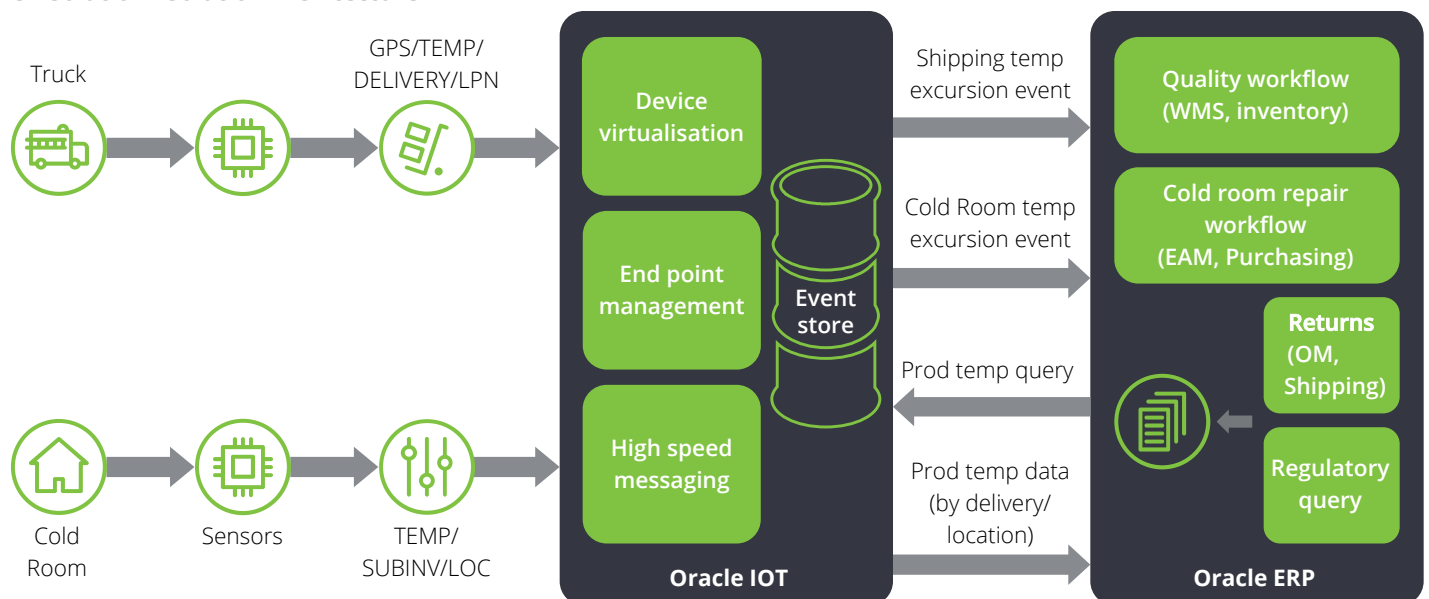 Truck
GPS/TEMP/
DELIVERY/LPN
Cold
Room
Sensors
TEMP/
SUBINV/LOC
Device
virtualisation
End point
management
High speed
messaging
Event
store
Oracle IOT
Shipping temp
excursion event
Cold Room temp
excursion event
Prod temp query
Prod temp data
(by delivery/
location)
Quality workflow
(WMS, inventory)
Cold room repair
workflow
(EAM, Purchasing)
Returns
(OM,
Shipping)
Regulatory
query
Oracle ERP